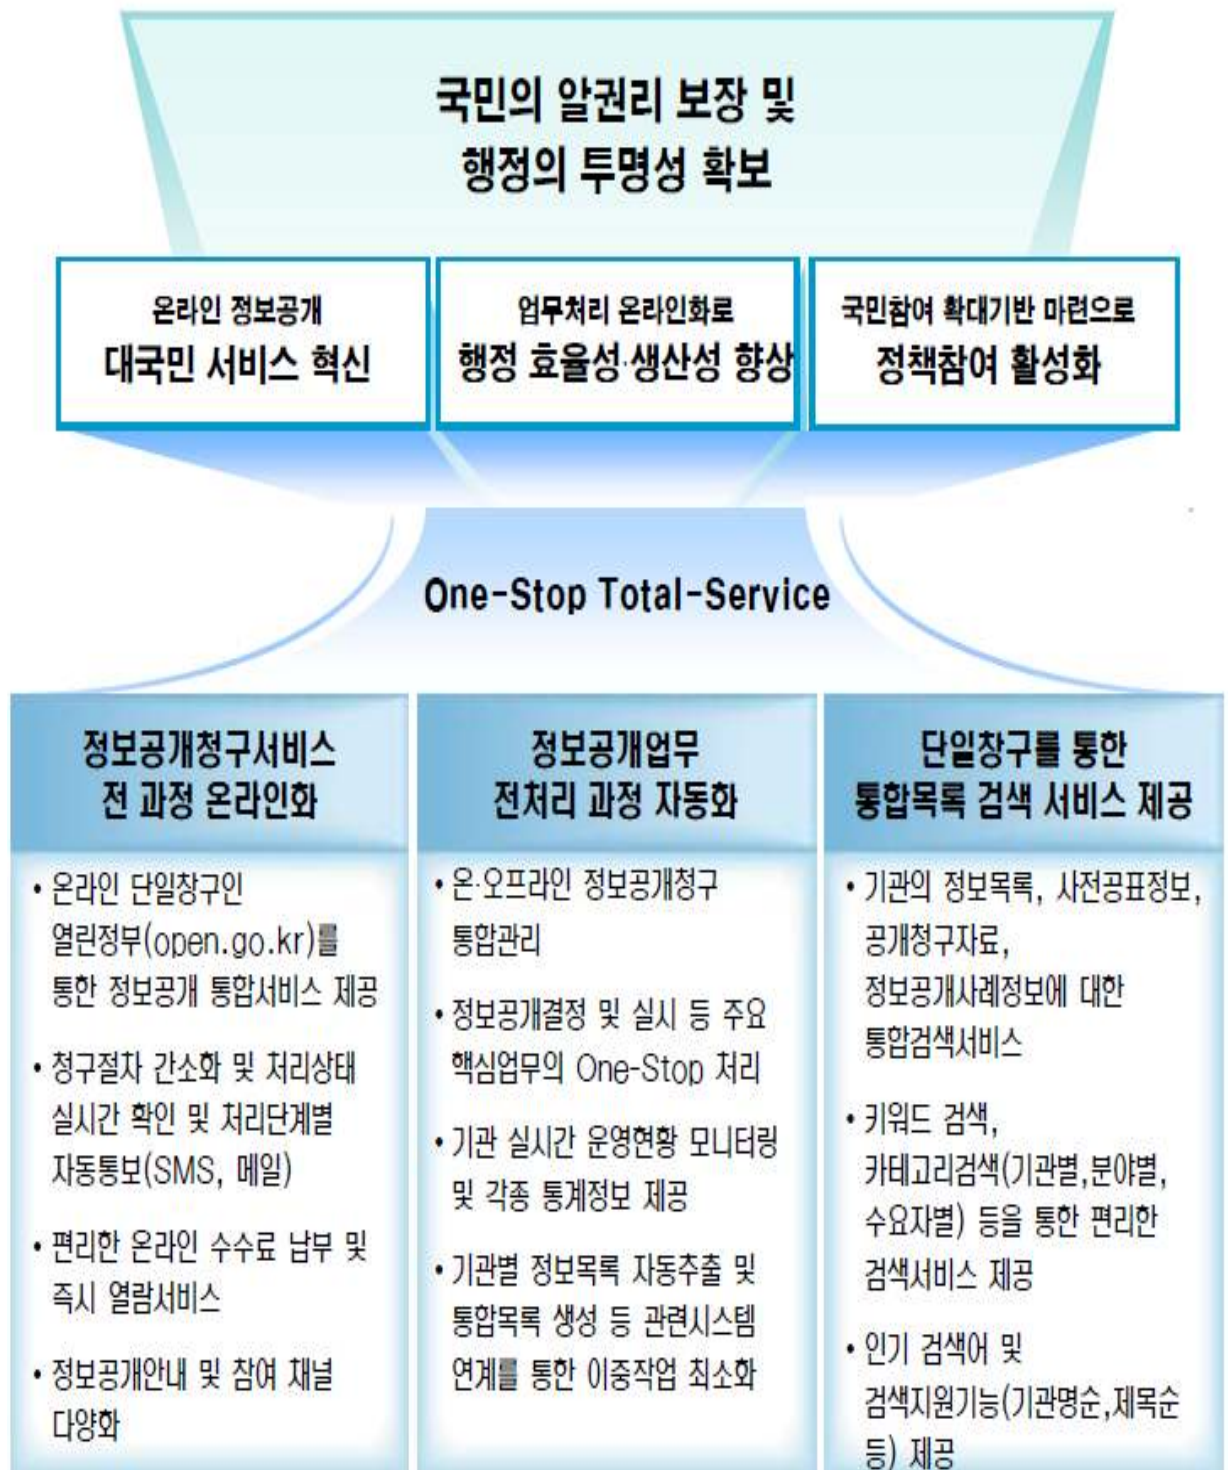 국민의 알권리 보장 및
행정의 투명성 확보
온라인 정보공개
대국민 서비스 혁신
업무처리 온라인화로
행정 효율성·생산성 향상
국민참여 확대기반 마련으로
정책참여 활성화
One-Stop Total-Service
정보공개청구서비스
전 과정 온라인화
• 온라인 단일창구인
열린정부(open.go.kr)를
통한 정보공개 통합서비스 제공
• 청구절차 간소화 및 처리상태
실시간 확인 및 처리단계별
자동통보(SMS, 메일)
• 편리한 온라인 수수료 납부 및
즉시 열람서비스
• 정보공개안내 및 참여 채널
다양화
정보공개업무
전처리 과정 자동화
• 온·오프라인 정보공개청구
통합관리
• 정보공개결정 및 실시 등 주요
핵심업무의 One-Stop 처리
• 기관 실시간 운영현황 모니터링
및 각종 통계정보 제공
• 기관별 정보목록 자동추출 및
통합목록 생성 등 관련시스템
연계를 통한 이중작업 최소화
단일창구를 통한
통합목록 검색 서비스 제공
• 기관의 정보목록, 사전공표정보,
공개청구자료,
정보공개사례정보에 대한
통합검색서비스
• 키워드 검색,
카테고리검색(기관별,분야별,
수요자별) 등을 통한 편리한
검색서비스 제공
• 인기 검색어 및
검색지원기능(기관명순,제목순
등) 제공